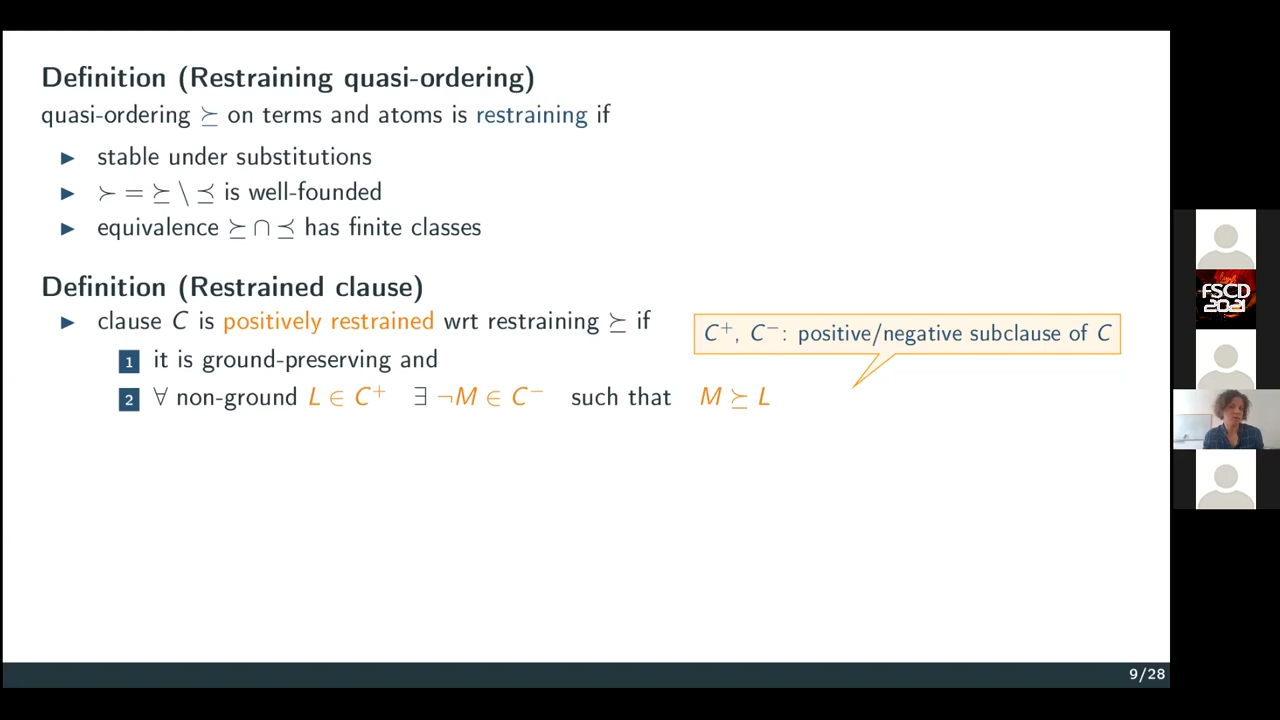 Definition (Restraining quasi-ordering)
quasi-ordering ⪰ on terms and atoms is restraining if
▶ stable under substitutions
▶ ≻ = ⪰ \ ⪯ is well-founded
▶ equivalence ⪰ ∩ ⪯ has finite classes
Definition (Restrained clause)
▶ clause C is positively restrained wrt restraining ⪰ if
C⁺, C⁻: positive/negative subclause of C
1 it is ground-preserving and
2 ∀ non-ground L ∈ C⁺ ∃ ¬M ∈ C⁻ such that M ⪰ L
9/28
FSCD
2021